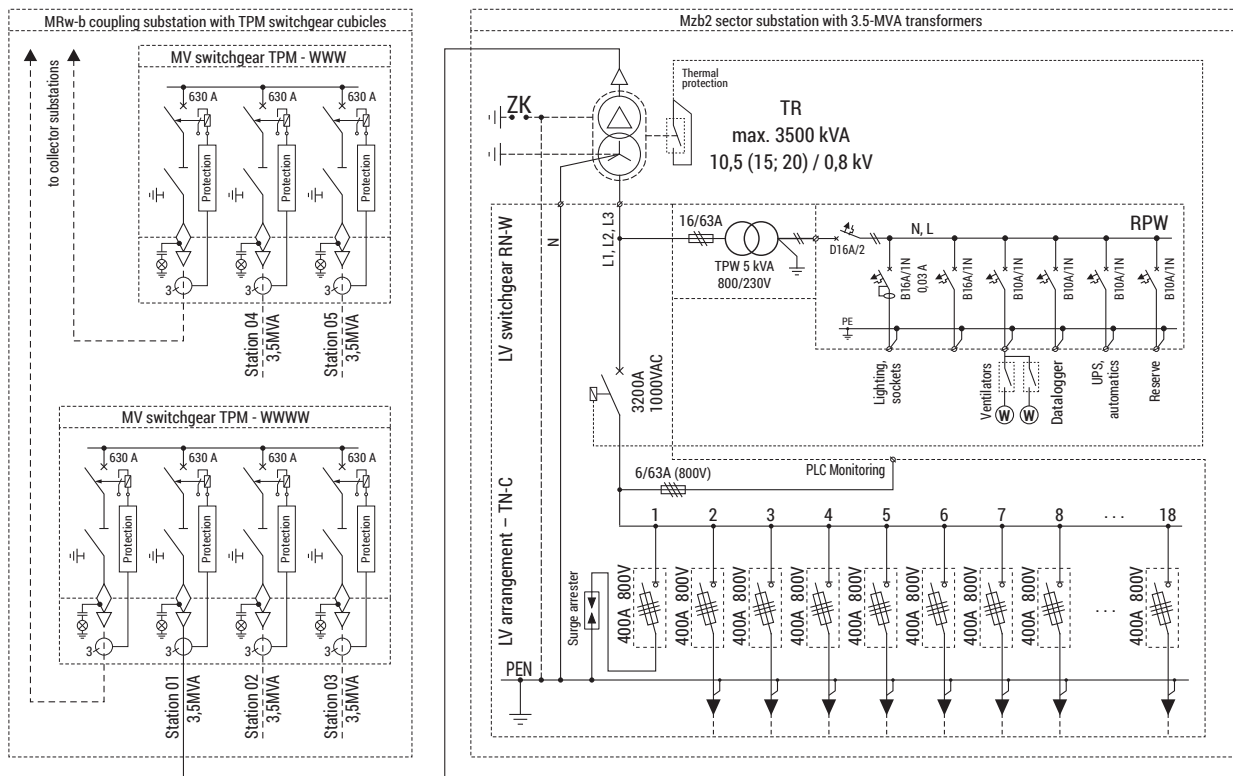 MRw-b coupling substation with TPM switchgear cubicles
to collector substations
MV switchgear TPM - WWW
630 A
630 A
630 A
Protection
Protection
Protection
3
3
3
Station 04
3,5MVA
Station 05
3,5MVA
MV switchgear TPM - WWWW
630 A
630 A
630 A
630 A
Protection
Protection
Protection
Protection
3
3
3
3
Station 01
3,5MVA
Station 02
3,5MVA
Station 03
3,5MVA
Mzb2 sector substation with 3.5-MVA transformers
Thermal
protection
ZK
TR
max. 3500 kVA
10,5 (15; 20) / 0,8 kV
LV switchgear RN-W
N
L1, L2, L3
16/63A
TPW 5 kVA
800/230V
D16A/2
N, L
RPW
B16A/1N
0,03 A
B16A/1N
B10A/1N
B10A/1N
B10A/1N
B10A/1N
PE
Lighting,
sockets
Ventilators
W
W
Datalogger
UPS,
automatics
Reserve
3200A
1000VAC
6/63A (800V)
PLC Monitoring
LV arrangement – TN-C
1
2
3
4
5
6
7
8
. . .
18
Surge arrester
400A 800V
400A 800V
400A 800V
400A 800V
400A 800V
400A 800V
400A 800V
400A 800V
. . .
400A 800V
PEN